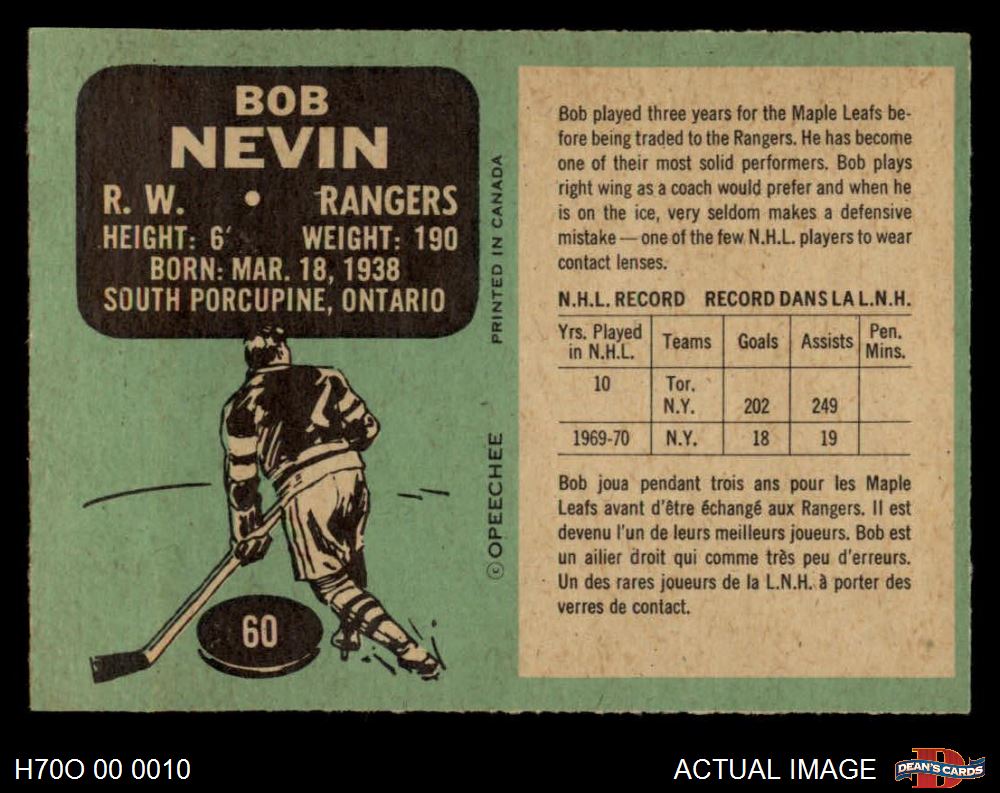 BOB
NEVIN
R. W. • RANGERS
HEIGHT: 6′ WEIGHT: 190
BORN: MAR. 18, 1938
SOUTH PORCUPINE, ONTARIO
60
© OPEECHEE PRINTED IN CANADA
Bob played three years for the Maple Leafs be-
fore being traded to the Rangers. He has become
one of their most solid performers. Bob plays
right wing as a coach would prefer and when he
is on the ice, very seldom makes a defensive
mistake — one of the few N.H.L. players to wear
contact lenses.
N.H.L. RECORD RECORD DANS LA L.N.H.
Yrs. Played Teams Goals Assists Pen.
in N.H.L. Mins.
10 Tor.
N.Y. 202 249
1969-70 N.Y. 18 19
Bob joua pendant trois ans pour les Maple
Leafs avant d'être échangé aux Rangers. Il est
devenu l'un de leurs meilleurs joueurs. Bob est
un ailier droit qui comme très peu d'erreurs.
Un des rares joueurs de la L.N.H. à porter des
verres de contact.
H70O 00 0010
ACTUAL IMAGE
DEAN'S CARDS